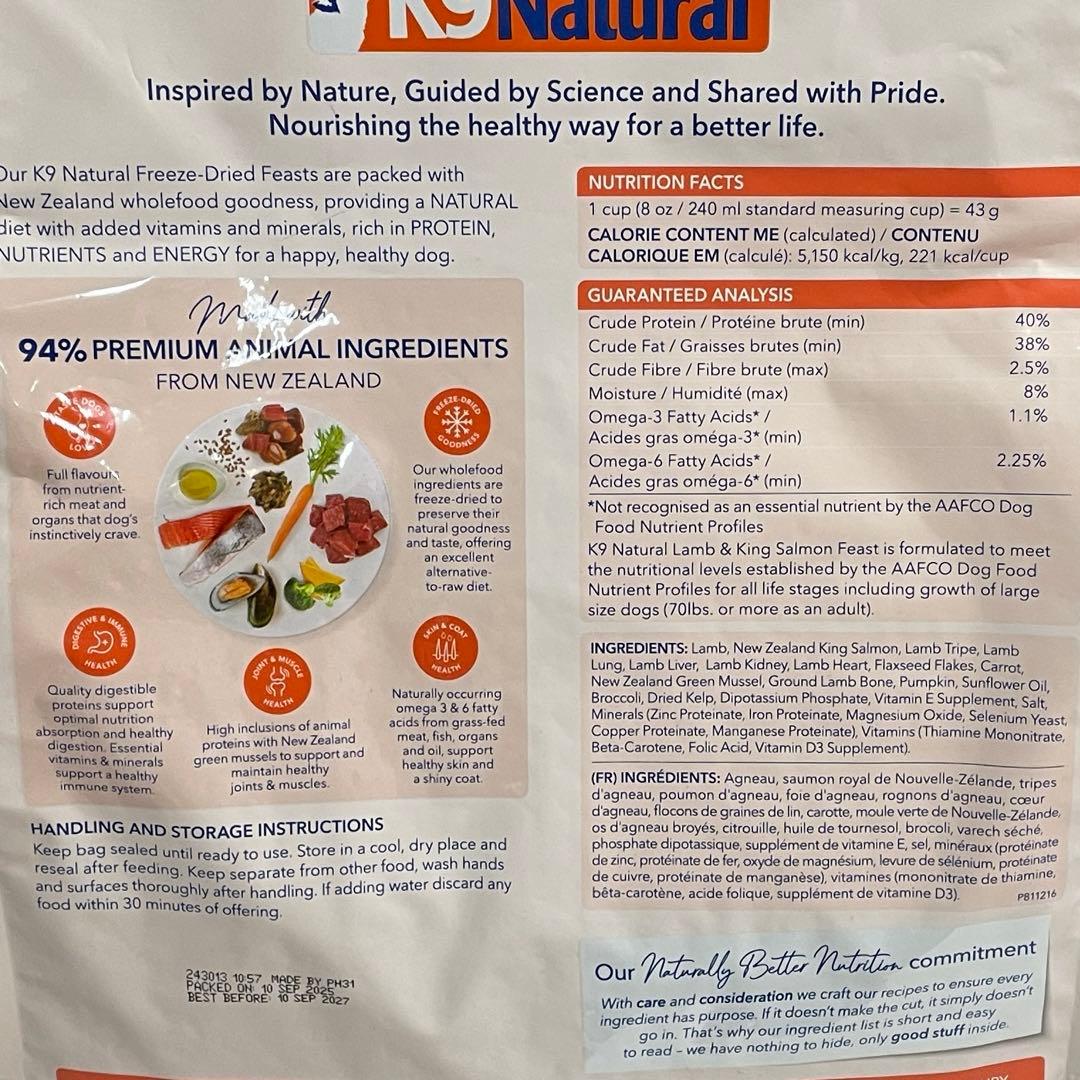 K9 Natural
Inspired by Nature, Guided by Science and Shared with Pride.
Nourishing the healthy way for a better life.
Our K9 Natural Freeze-Dried Feasts are packed with
New Zealand wholefood goodness, providing a NATURAL
diet with added vitamins and minerals, rich in PROTEIN,
NUTRIENTS and ENERGY for a happy, healthy dog.
Made with
94% PREMIUM ANIMAL INGREDIENTS
FROM NEW ZEALAND
TASTE DOGS
LOVE
Full flavours
from nutrient-
rich meat and
organs that dog's
instinctively crave.
FREEZE-DRIED
GOODNESS
Our wholefood
ingredients are
freeze-dried to
preserve their
natural goodness
and taste, offering
an excellent
alternative-
to-raw diet.
DIGESTIVE & IMMUNE
HEALTH
Quality digestible
proteins support
optimal nutrition
absorption and healthy
digestion. Essential
vitamins & minerals
support a healthy
immune system.
JOINT & MUSCLE
HEALTH
High inclusions of animal
proteins with New Zealand
green mussels to support and
maintain healthy
joints & muscles.
SKIN & COAT
HEALTH
Naturally occurring
omega 3 & 6 fatty
acids from grass-fed
meat, fish, organs
and oil, support
healthy skin and
a shiny coat.
HANDLING AND STORAGE INSTRUCTIONS
Keep bag sealed until ready to use. Store in a cool, dry place and
reseal after feeding. Keep separate from other food, wash hands
and surfaces thoroughly after handling. If adding water discard any
food within 30 minutes of offering.
243013 10:57 MADE BY PH31
PACKED ON: 10 SEP 2025
BEST BEFORE: 10 SEP 2027
NUTRITION FACTS
1 cup (8 oz / 240 ml standard measuring cup) = 43 g
CALORIE CONTENT ME (calculated) / CONTENU
CALORIQUE EM (calculé): 5,150 kcal/kg, 221 kcal/cup
GUARANTEED ANALYSIS
Crude Protein / Protéine brute (min) 40%
Crude Fat / Graisses brutes (min) 38%
Crude Fibre / Fibre brute (max) 2.5%
Moisture / Humidité (max) 8%
Omega-3 Fatty Acids* / 1.1%
Acides gras oméga-3* (min)
Omega-6 Fatty Acids* / 2.25%
Acides gras oméga-6* (min)
*Not recognised as an essential nutrient by the AAFCO Dog
Food Nutrient Profiles
K9 Natural Lamb & King Salmon Feast is formulated to meet
the nutritional levels established by the AAFCO Dog Food
Nutrient Profiles for all life stages including growth of large
size dogs (70lbs. or more as an adult).
INGREDIENTS: Lamb, New Zealand King Salmon, Lamb Tripe, Lamb
Lung, Lamb Liver, Lamb Kidney, Lamb Heart, Flaxseed Flakes, Carrot,
New Zealand Green Mussel, Ground Lamb Bone, Pumpkin, Sunflower Oil,
Broccoli, Dried Kelp, Dipotassium Phosphate, Vitamin E Supplement, Salt,
Minerals (Zinc Proteinate, Iron Proteinate, Magnesium Oxide, Selenium Yeast,
Copper Proteinate, Manganese Proteinate), Vitamins (Thiamine Mononitrate,
Beta-Carotene, Folic Acid, Vitamin D3 Supplement).
(FR) INGRÉDIENTS: Agneau, saumon royal de Nouvelle-Zélande, tripes
d'agneau, poumon d'agneau, foie d'agneau, rognons d'agneau, cœur
d'agneau, flocons de graines de lin, carotte, moule verte de Nouvelle-Zélande,
os d'agneau broyés, citrouille, huile de tournesol, brocoli, varech séché,
phosphate dipotassique, supplément de vitamine E, sel, minéraux (protéinate
de zinc, protéinate de fer, oxyde de magnésium, levure de sélénium, protéinate
de cuivre, protéinate de manganèse), vitamines (mononitrate de thiamine,
bêta-carotène, acide folique, supplément de vitamine D3).
PB11216
Our Naturally Better Nutrition commitment
With care and consideration we craft our recipes to ensure every
ingredient has purpose. If it doesn't make the cut, it simply doesn't
go in. That's why our ingredient list is short and easy
to read – we have nothing to hide, only good stuff inside.